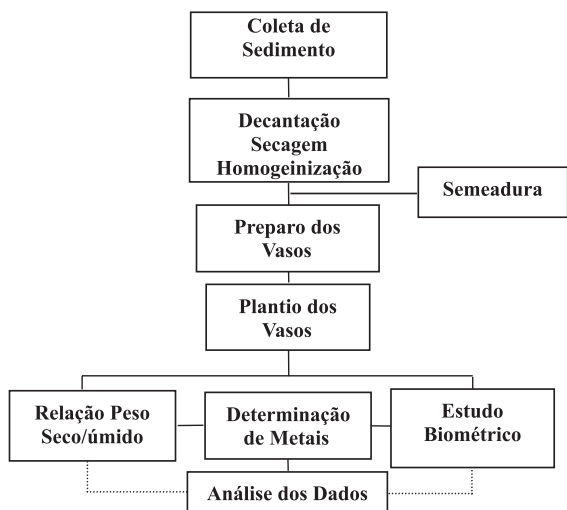 Coleta de
Sedimento
Decantação
Secagem
Homogeinização
Semeadura
Preparo dos
Vasos
Plantio dos
Vasos
Relação Peso
Seco/úmido
Determinação
de Metais
Estudo
Biométrico
Análise dos Dados